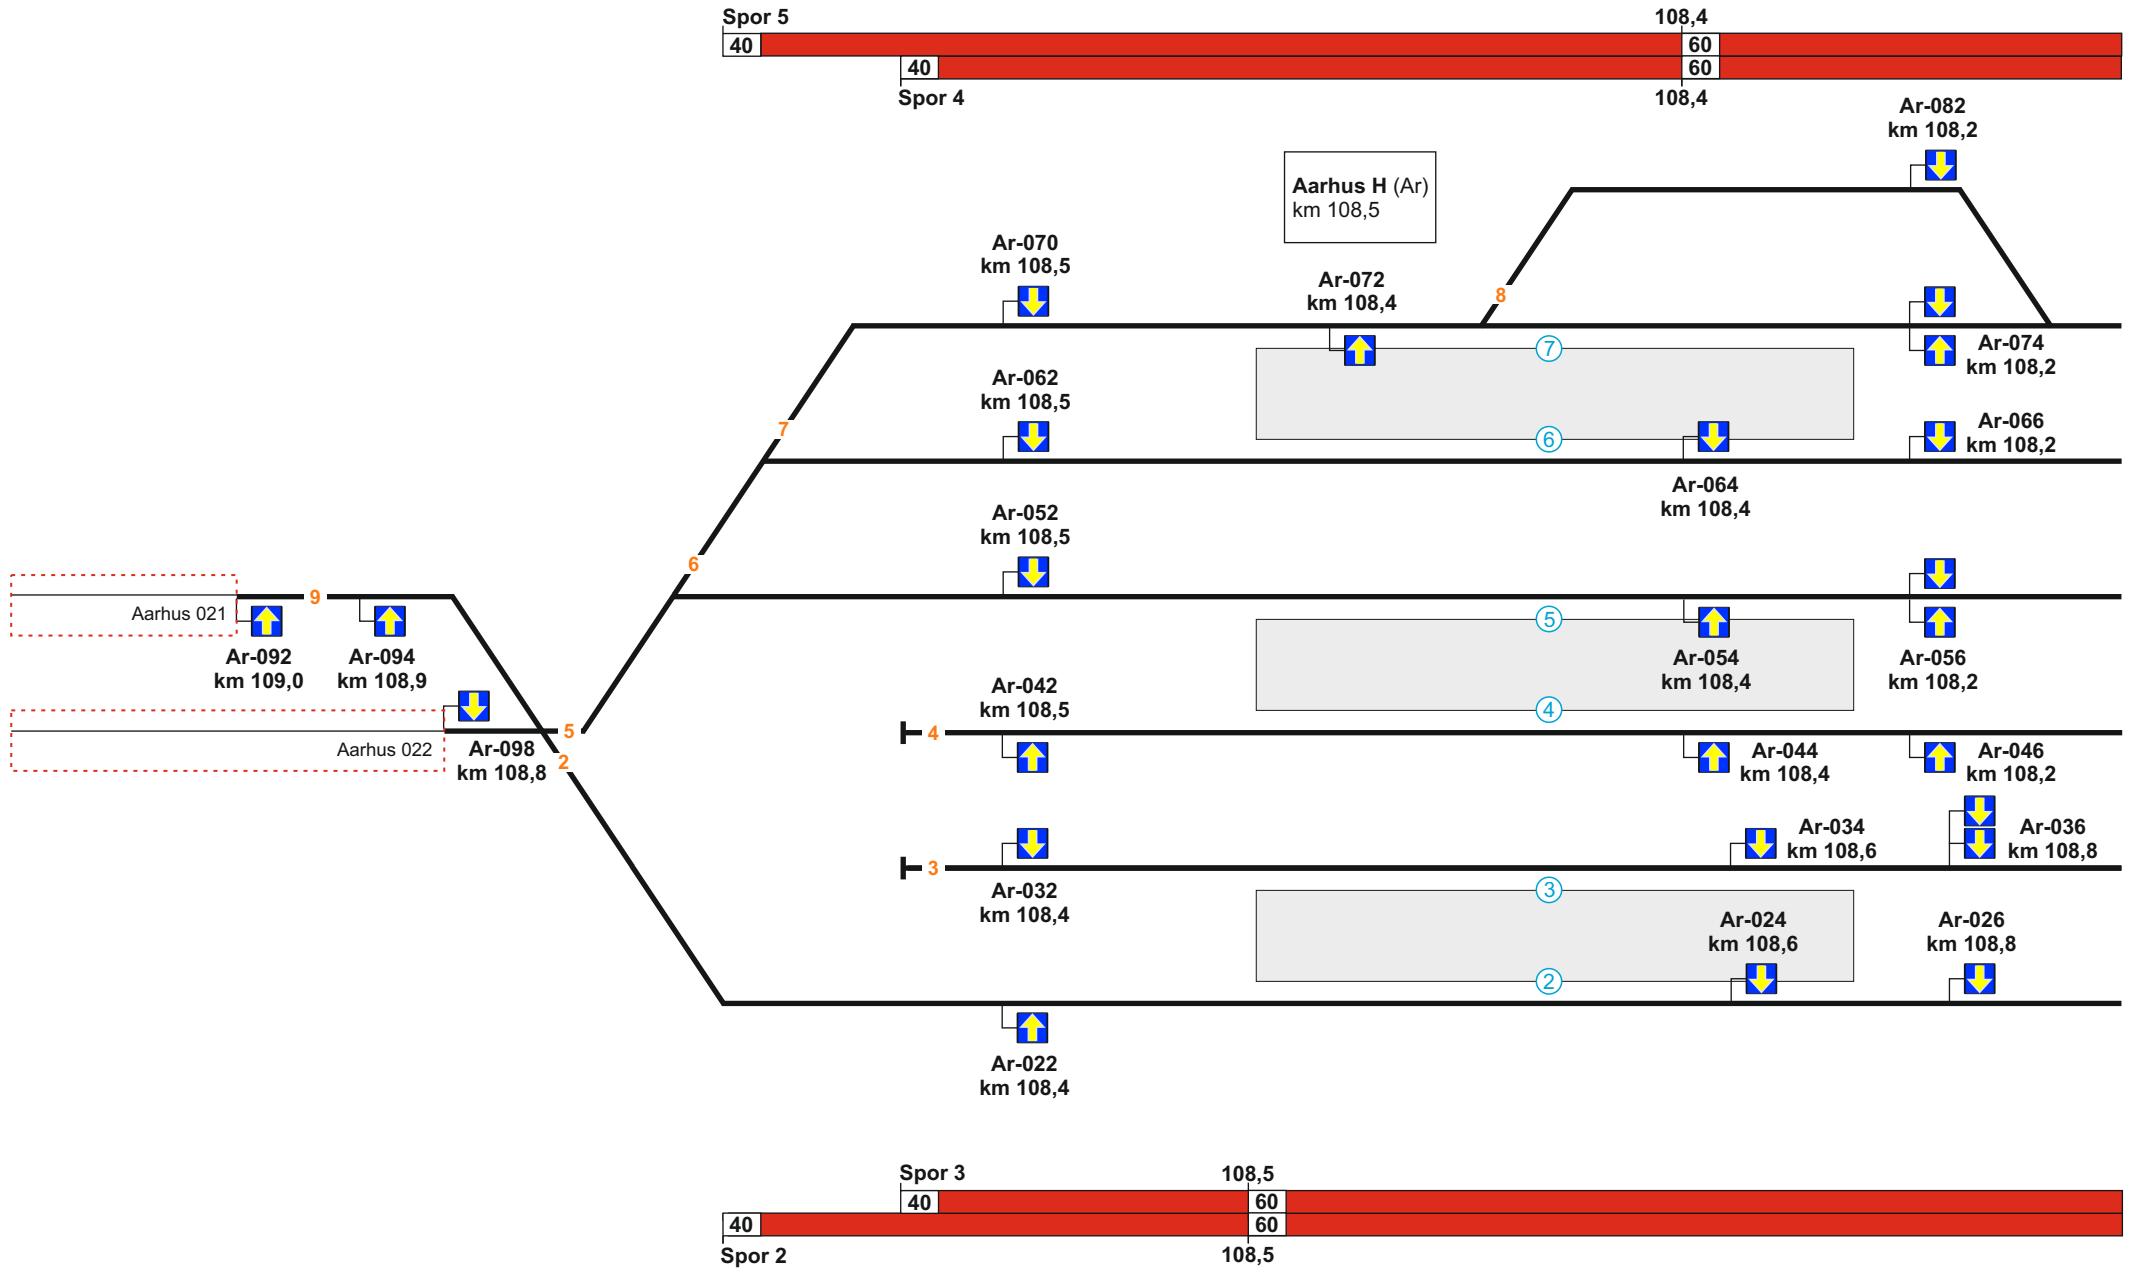 Spor 5
108,4
40
60
40
60
Spor 4
108,4
Ar-082
km 108,2
Aarhus H (Ar)
km 108,5
Ar-070
km 108,5
Ar-072
km 108,4
8
7
Ar-074
km 108,2
Ar-062
km 108,5
7
6
Ar-066
km 108,2
Ar-064
km 108,4
Ar-052
km 108,5
6
9
Aarhus 021
5
Ar-092
km 109,0
Ar-094
km 108,9
Ar-054
km 108,4
Ar-056
km 108,2
Ar-042
km 108,5
4
Aarhus 022
Ar-098
km 108,8
5
2
4
Ar-044
km 108,4
Ar-046
km 108,2
Ar-034
km 108,6
Ar-036
km 108,8
3
Ar-032
km 108,4
3
Ar-024
km 108,6
Ar-026
km 108,8
2
Ar-022
km 108,4
Spor 3
108,5
40
60
40
60
Spor 2
108,5